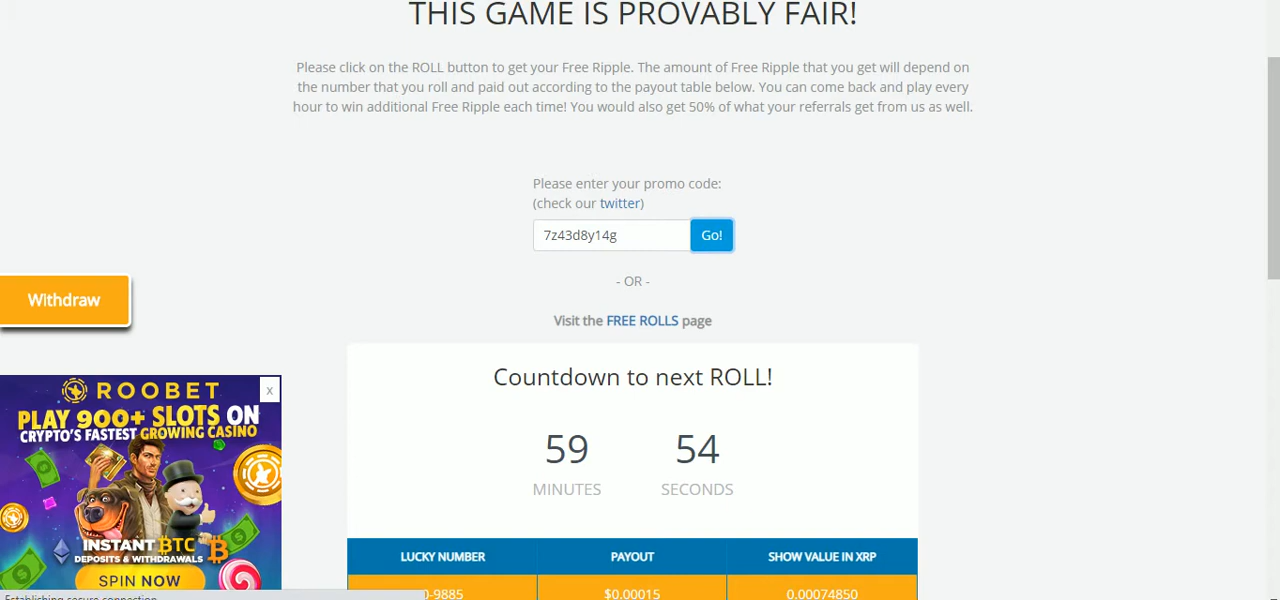 THIS GAME IS PROVABLY FAIR!
Please click on the ROLL button to get your Free Ripple. The amount of Free Ripple that you get will depend on
the number that you roll and paid out according to the payout table below. You can come back and play every
hour to win additional Free Ripple each time! You would also get 50% of what your referrals get from us as well.
Please enter your promo code:
(check our twitter)
7z43d8y14g Go!
- OR -
Withdraw
Visit the FREE ROLLS page
Countdown to next ROLL!
59 54
MINUTES SECONDS
x
ROOBET
PLAY 900+ SLOTS ON
CRYPTO'S FASTEST GROWING CASINO
INSTANT BTC
DEPOSITS & WITHDRAWALS
SPIN NOW
LUCKY NUMBER PAYOUT SHOW VALUE IN XRP
0-9885 $0.00015 0.00074850
Establishing secure connection